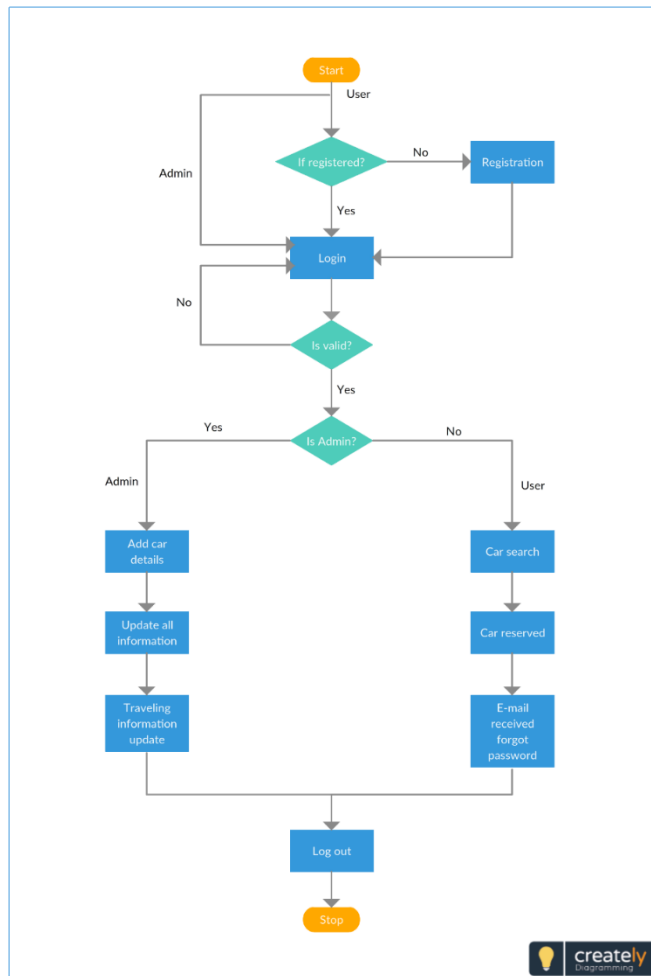 Start
User
If registered?
No
Registration
Admin
Yes
Login
No
Is valid?
Yes
Yes
Is Admin?
No
Admin
User
Add car
details
Car search
Update all
information
Car reserved
Traveling
information
update
E-mail
received
forgot
password
Log out
Stop
creately
Diagramming